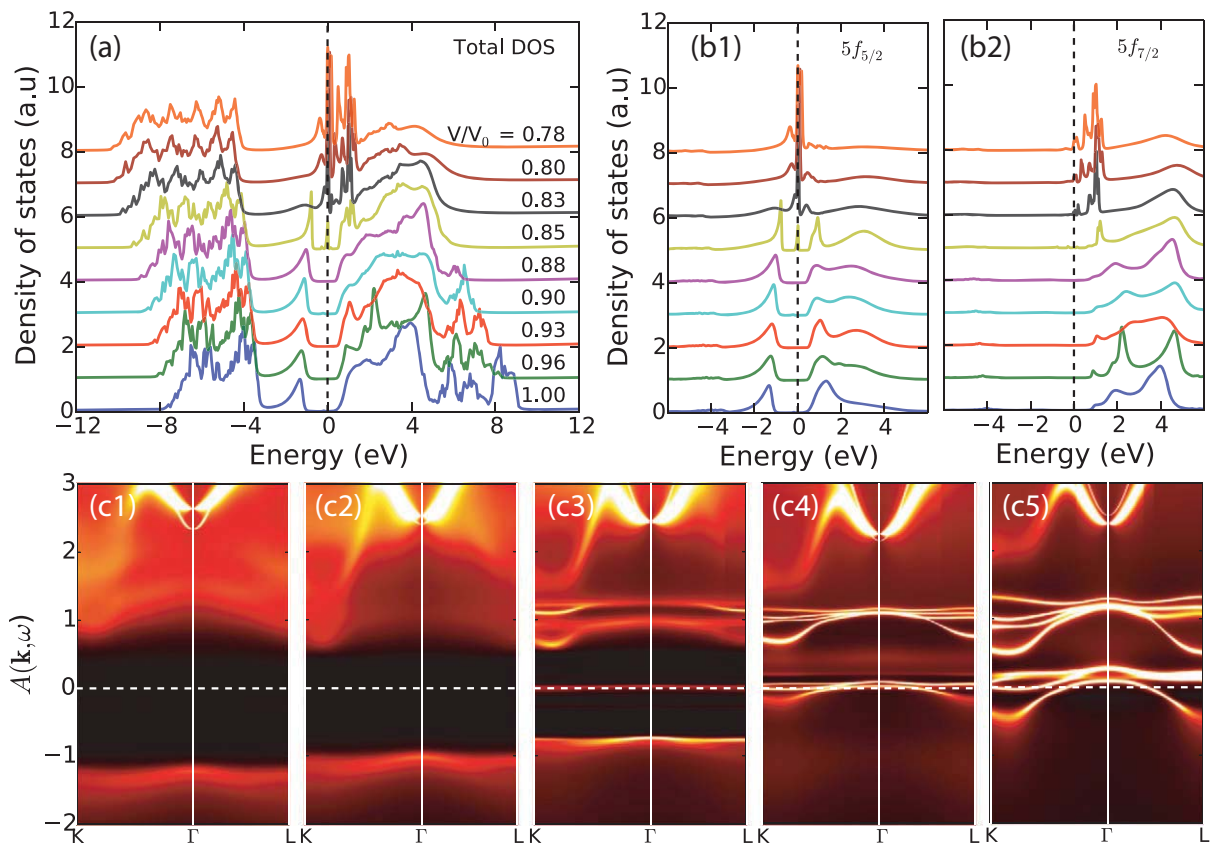 (a)
Total DOS
V/V₀ = 0.78
0.80
0.83
0.85
0.88
0.90
0.93
0.96
1.00
Density of states (a.u)
12
10
8
6
4
2
0
−12 −8 −4 0 4 8 12
Energy (eV)
(b1)
5f₅/₂
Density of states (a.u)
12
10
8
6
4
2
0
−4 −2 0 2 4
Energy (eV)
(b2)
5f₇/₂
−4 −2 0 2 4
Energy (eV)
A(k,ω)
3
2
1
0
−1
−2
(c1)
K Γ
(c2)
L K Γ
(c3)
L K Γ
(c4)
L K Γ
(c5)
L K Γ L